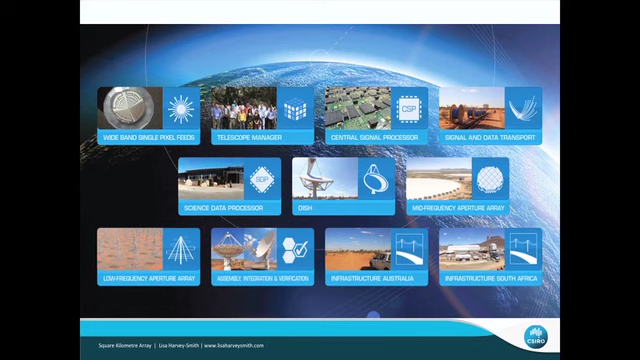 CSP
WIDE BAND SINGLE PIXEL FEEDS
TELESCOPE MANAGER
CENTRAL SIGNAL PROCESSOR
SIGNAL AND DATA TRANSPORT
SDP
SCIENCE DATA PROCESSOR
DISH
MID-FREQUENCY APERTURE ARRAY
LOW-FREQUENCY APERTURE ARRAY
ASSEMBLY, INTEGRATION & VERIFICATION
INFRASTRUCTURE AUSTRALIA
INFRASTRUCTURE SOUTH AFRICA
Square Kilometre Array | Lisa Harvey-Smith | www.lisaharveysmith.com
CSIRO